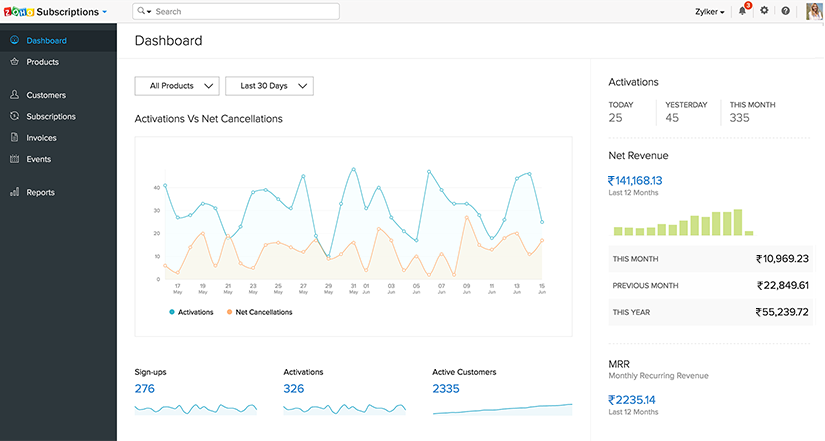 ZOHO Subscriptions
Search
Zylker
3
Dashboard
Products
Customers
Subscriptions
Invoices
Events
Reports
Dashboard
All Products
Last 30 Days
Activations Vs Net Cancellations
40
30
20
10
0
17 19 21 23 25 27 29 31 01 03 05 07 09 11 13 15
May May May May May May May May Jun Jun Jun Jun Jun Jun Jun Jun
Activations Net Cancellations
Sign-ups
276
Activations
326
Active Customers
2335
Activations
TODAY YESTERDAY THIS MONTH
25 45 335
Net Revenue
₹141,168.13
Last 12 Months
THIS MONTH ₹10,969.23
PREVIOUS MONTH ₹22,849.61
THIS YEAR ₹55,239.72
MRR
Monthly Recurring Revenue
₹2235.14
Last 12 Months